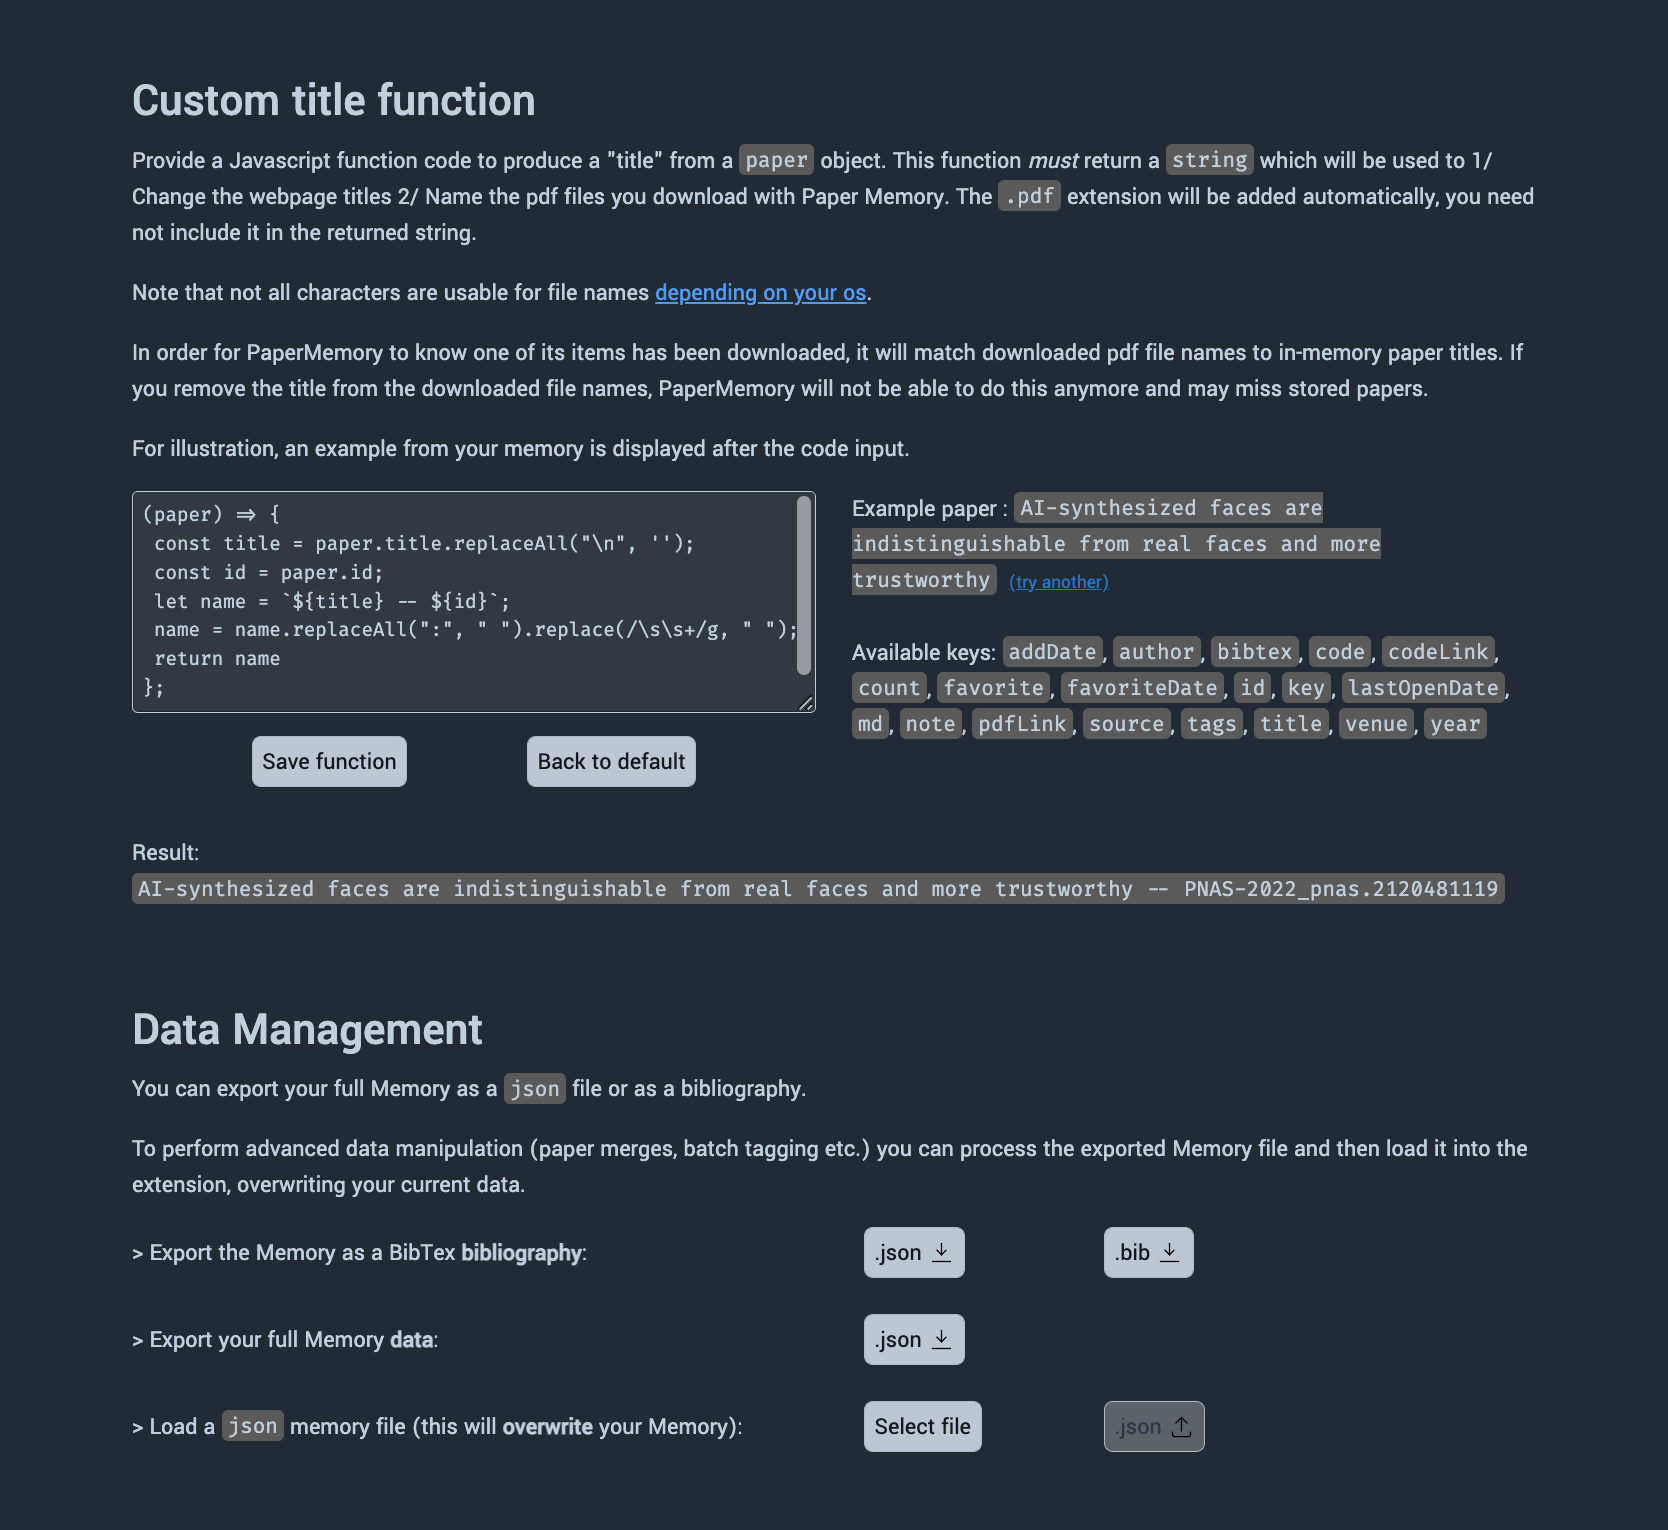 Custom title function
Provide a Javascript function code to produce a "title" from a paper object. This function must return a string which will be used to 1/
Change the webpage titles 2/ Name the pdf files you download with Paper Memory. The .pdf extension will be added automatically, you need
not include it in the returned string.
Note that not all characters are usable for file names depending on your os.
In order for PaperMemory to know one of its items has been downloaded, it will match downloaded pdf file names to in-memory paper titles. If
you remove the title from the downloaded file names, PaperMemory will not be able to do this anymore and may miss stored papers.
For illustration, an example from your memory is displayed after the code input.
(paper) => {
const title = paper.title.replaceAll("\n", '');
const id = paper.id;
let name = `${title} -- ${id}`;
name = name.replaceAll(":", " ").replace(/\s\s+/g, " ");
return name
};
Save function
Back to default
Example paper : AI-synthesized faces are
indistinguishable from real faces and more
trustworthy (try another)
Available keys: addDate, author, bibtex, code, codeLink,
count, favorite, favoriteDate, id, key, lastOpenDate,
md, note, pdfLink, source, tags, title, venue, year
Result:
AI-synthesized faces are indistinguishable from real faces and more trustworthy -- PNAS-2022_pnas.2120481119
Data Management
You can export your full Memory as a json file or as a bibliography.
To perform advanced data manipulation (paper merges, batch tagging etc.) you can process the exported Memory file and then load it into the
extension, overwriting your current data.
> Export the Memory as a BibTex bibliography:
.json
.bib
> Export your full Memory data:
.json
> Load a json memory file (this will overwrite your Memory):
Select file
.json